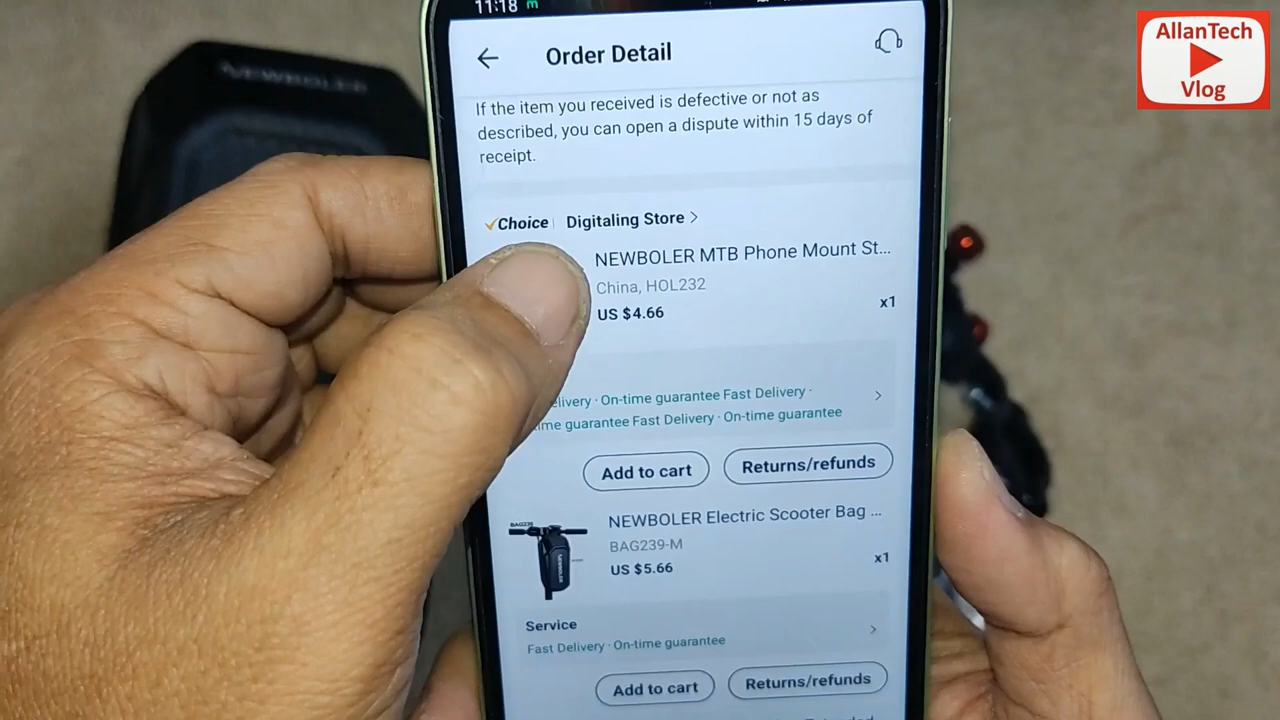 11:18
NEWBOLER
AllanTech
Vlog
Order Detail
If the item you received is defective or not as
described, you can open a dispute within 15 days of
receipt.
Choice
Digitaling Store >
NEWBOLER MTB Phone Mount St...
China, HOL232
US $4.66
x1
elivery · On-time guarantee Fast Delivery ·
ime guarantee Fast Delivery · On-time guarantee
Add to cart
Returns/refunds
BAG239
NEWBOLER Electric Scooter Bag ...
BAG239-M
US $5.66
x1
Service
Fast Delivery · On-time guarantee
Add to cart
Returns/refunds